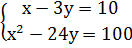 x − 3y = 10
x² − 24y = 100